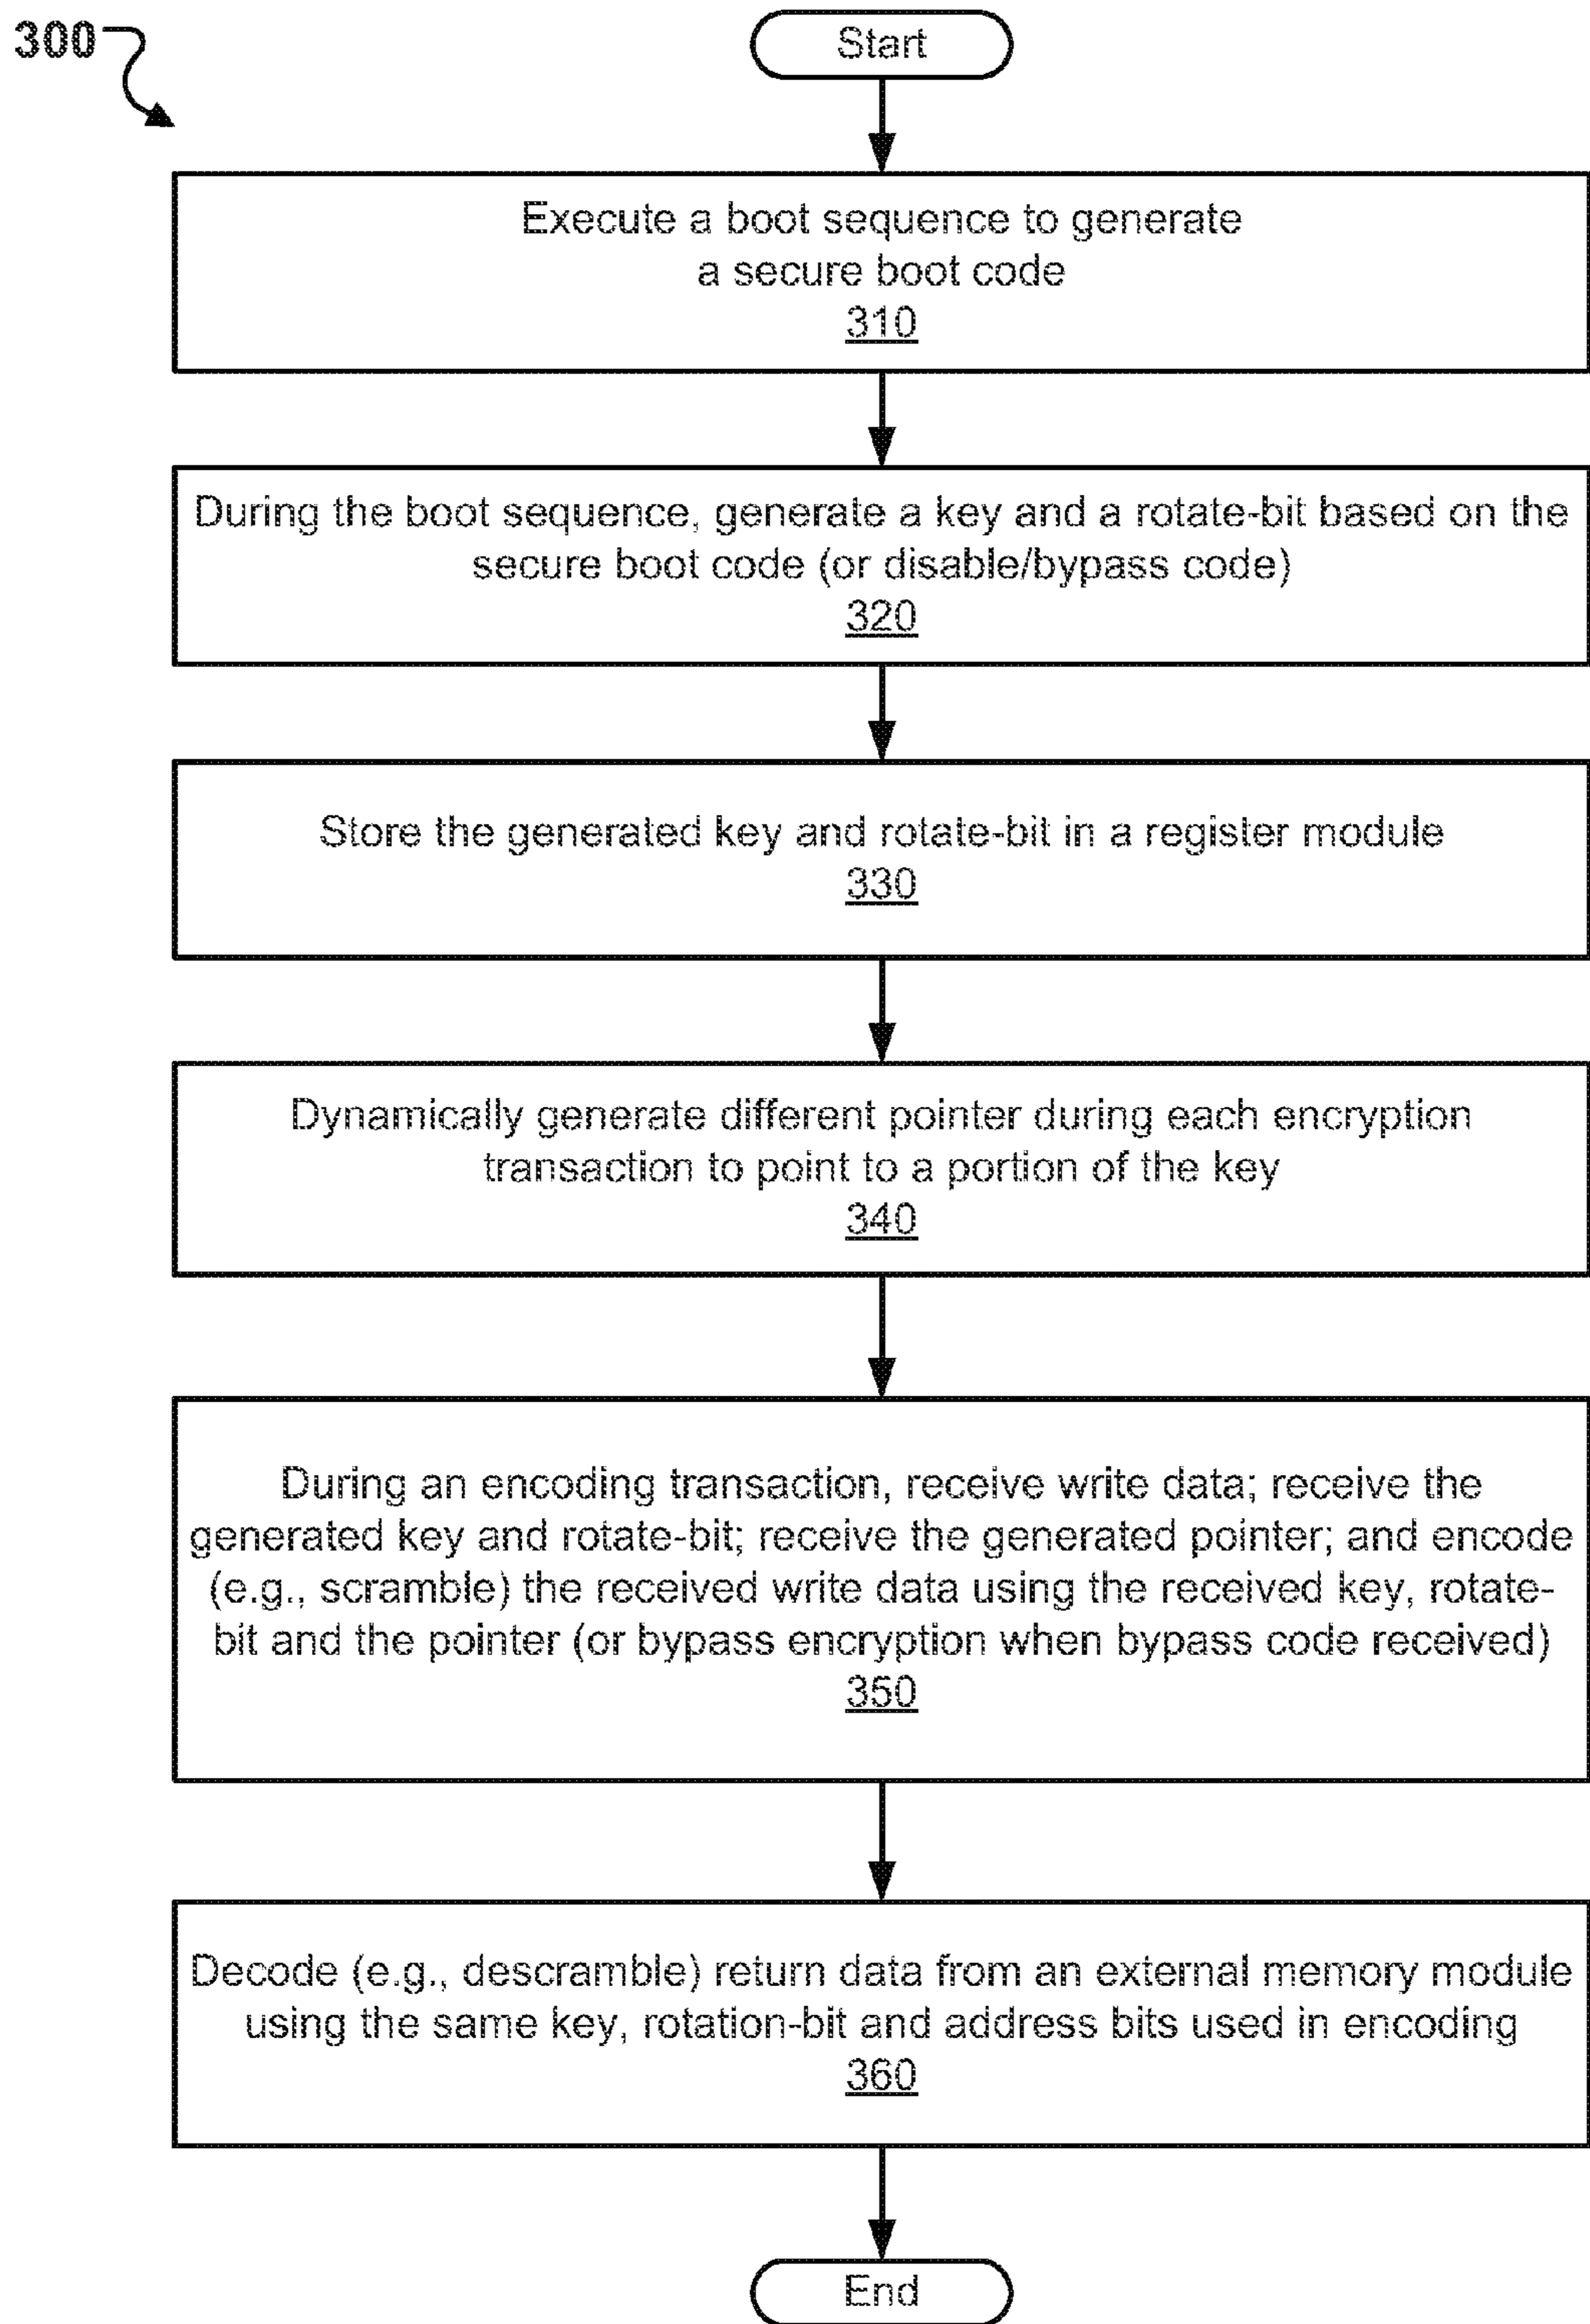 300
Start
Execute a boot sequence to generate
a secure boot code
310
During the boot sequence, generate a key and a rotate-bit based on the
secure boot code (or disable/bypass code)
320
Store the generated key and rotate-bit in a register module
330
Dynamically generate different pointer during each encryption
transaction to point to a portion of the key
340
During an encoding transaction, receive write data; receive the
generated key and rotate-bit; receive the generated pointer; and encode
(e.g., scramble) the received write data using the received key, rotate-
bit and the pointer (or bypass encryption when bypass code received)
350
Decode (e.g., descramble) return data from an external memory module
using the same key, rotation-bit and address bits used in encoding
360
End